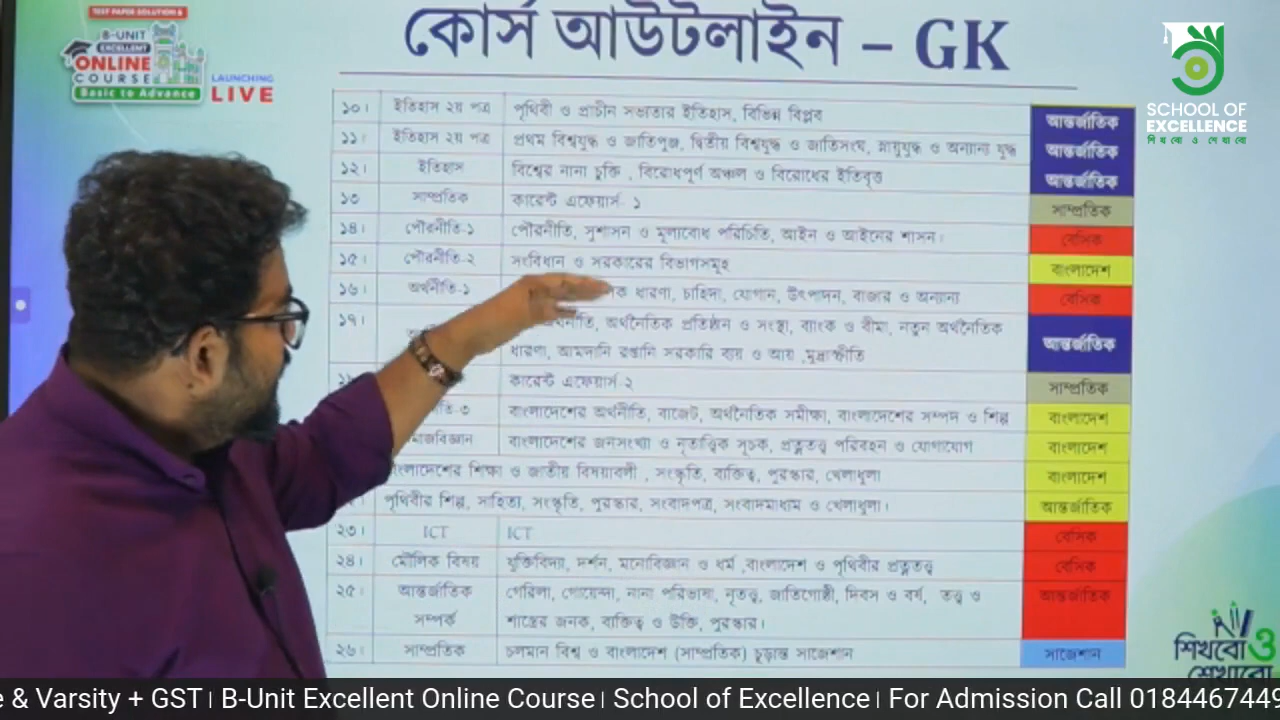 TEST PAPER SOLUTION &
B-UNIT
EXCELLENT
ONLINE
COURSE
Basic to Advance
LAUNCHING
LIVE
কোর্স আউটলাইন – GK
SCHOOL OF
EXCELLENCE
শিখবো ও শেখাবো
১০। ইতিহাস ২য় পত্র পৃথিবী ও প্রাচীন সভ্যতার ইতিহাস, বিভিন্ন বিপ্লব আন্তর্জাতিক
১১। ইতিহাস ২য় পত্র প্রথম বিশ্বযুদ্ধ ও জাতিপুঞ্জ, দ্বিতীয় বিশ্বযুদ্ধ ও জাতিসংঘ, স্নায়ুযুদ্ধ ও অন্যান্য যুদ্ধ আন্তর্জাতিক
১২। ইতিহাস বিশ্বের নানা চুক্তি , বিরোধপূর্ণ অঞ্চল ও বিরোধের ইতিবৃত্ত আন্তর্জাতিক
১৩ সাম্প্রতিক কারেন্ট এফেয়ার্স- ১ সাম্প্রতিক
১৪। পৌরনীতি-১ পৌরনীতি, সুশাসন ও মূল্যবোধ পরিচিতি, আইন ও আইনের শাসন। বেসিক
১৫। পৌরনীতি-২ সংবিধান ও সরকারের বিভাগসমূহ বাংলাদেশ
১৬। অর্থনীতি-১ ধারণা, চাহিদা, যোগান, উৎপাদন, বাজার ও অন্যান্য বেসিক
১৭। অর্থনৈতিক প্রতিষ্ঠান ও সংস্থা, ব্যাংক ও বীমা, নতুন অর্থনৈতিক আন্তর্জাতিক
ধারণা, আমদানি রপ্তানি সরকারি ব্যয় ও আয় ,মুদ্রাস্ফীতি
কারেন্ট এফেয়ার্স-২ সাম্প্রতিক
বাংলাদেশের অর্থনীতি, বাজেট, অর্থনৈতিক সমীক্ষা, বাংলাদেশের সম্পদ ও শিল্প বাংলাদেশ
বাংলাদেশের জনসংখ্যা ও নৃতাত্ত্বিক সূচক, প্রত্নতত্ত্ব পরিবহন ও যোগাযোগ বাংলাদেশ
শিক্ষা ও জাতীয় বিষয়াবলী , সংস্কৃতি, ব্যক্তিত্ব, পুরস্কার, খেলাধুলা বাংলাদেশ
পৃথিবীর শিল্প, সাহিত্য, সংস্কৃতি, পুরস্কার, সংবাদপত্র, সংবাদমাধ্যম ও খেলাধুলা। আন্তর্জাতিক
২৩। ICT ICT বেসিক
২৪। মৌলিক বিষয় যুক্তিবিদ্যা, দর্শন, মনোবিজ্ঞান ও ধর্ম ,বাংলাদেশ ও পৃথিবীর প্রত্নতত্ত্ব বেসিক
২৫। আন্তর্জাতিক গেরিলা, গোয়েন্দা, নানা পরিভাষা, নৃতত্ত্ব, জাতিগোষ্ঠী, দিবস ও বর্ষ, তত্ত্ব ও আন্তর্জাতিক
সম্পর্ক শাস্ত্রের জনক, ব্যক্তিত্ব ও উক্তি, পুরস্কার।
২৬। সাম্প্রতিক চলমান বিশ্ব ও বাংলাদেশ (সাম্প্রতিক) চূড়ান্ত সাজেশান সাজেশান
শিখবো ও
শেখাবো
e & Varsity + GST। B-Unit Excellent Online Course। School of Excellence। For Admission Call 0184467449